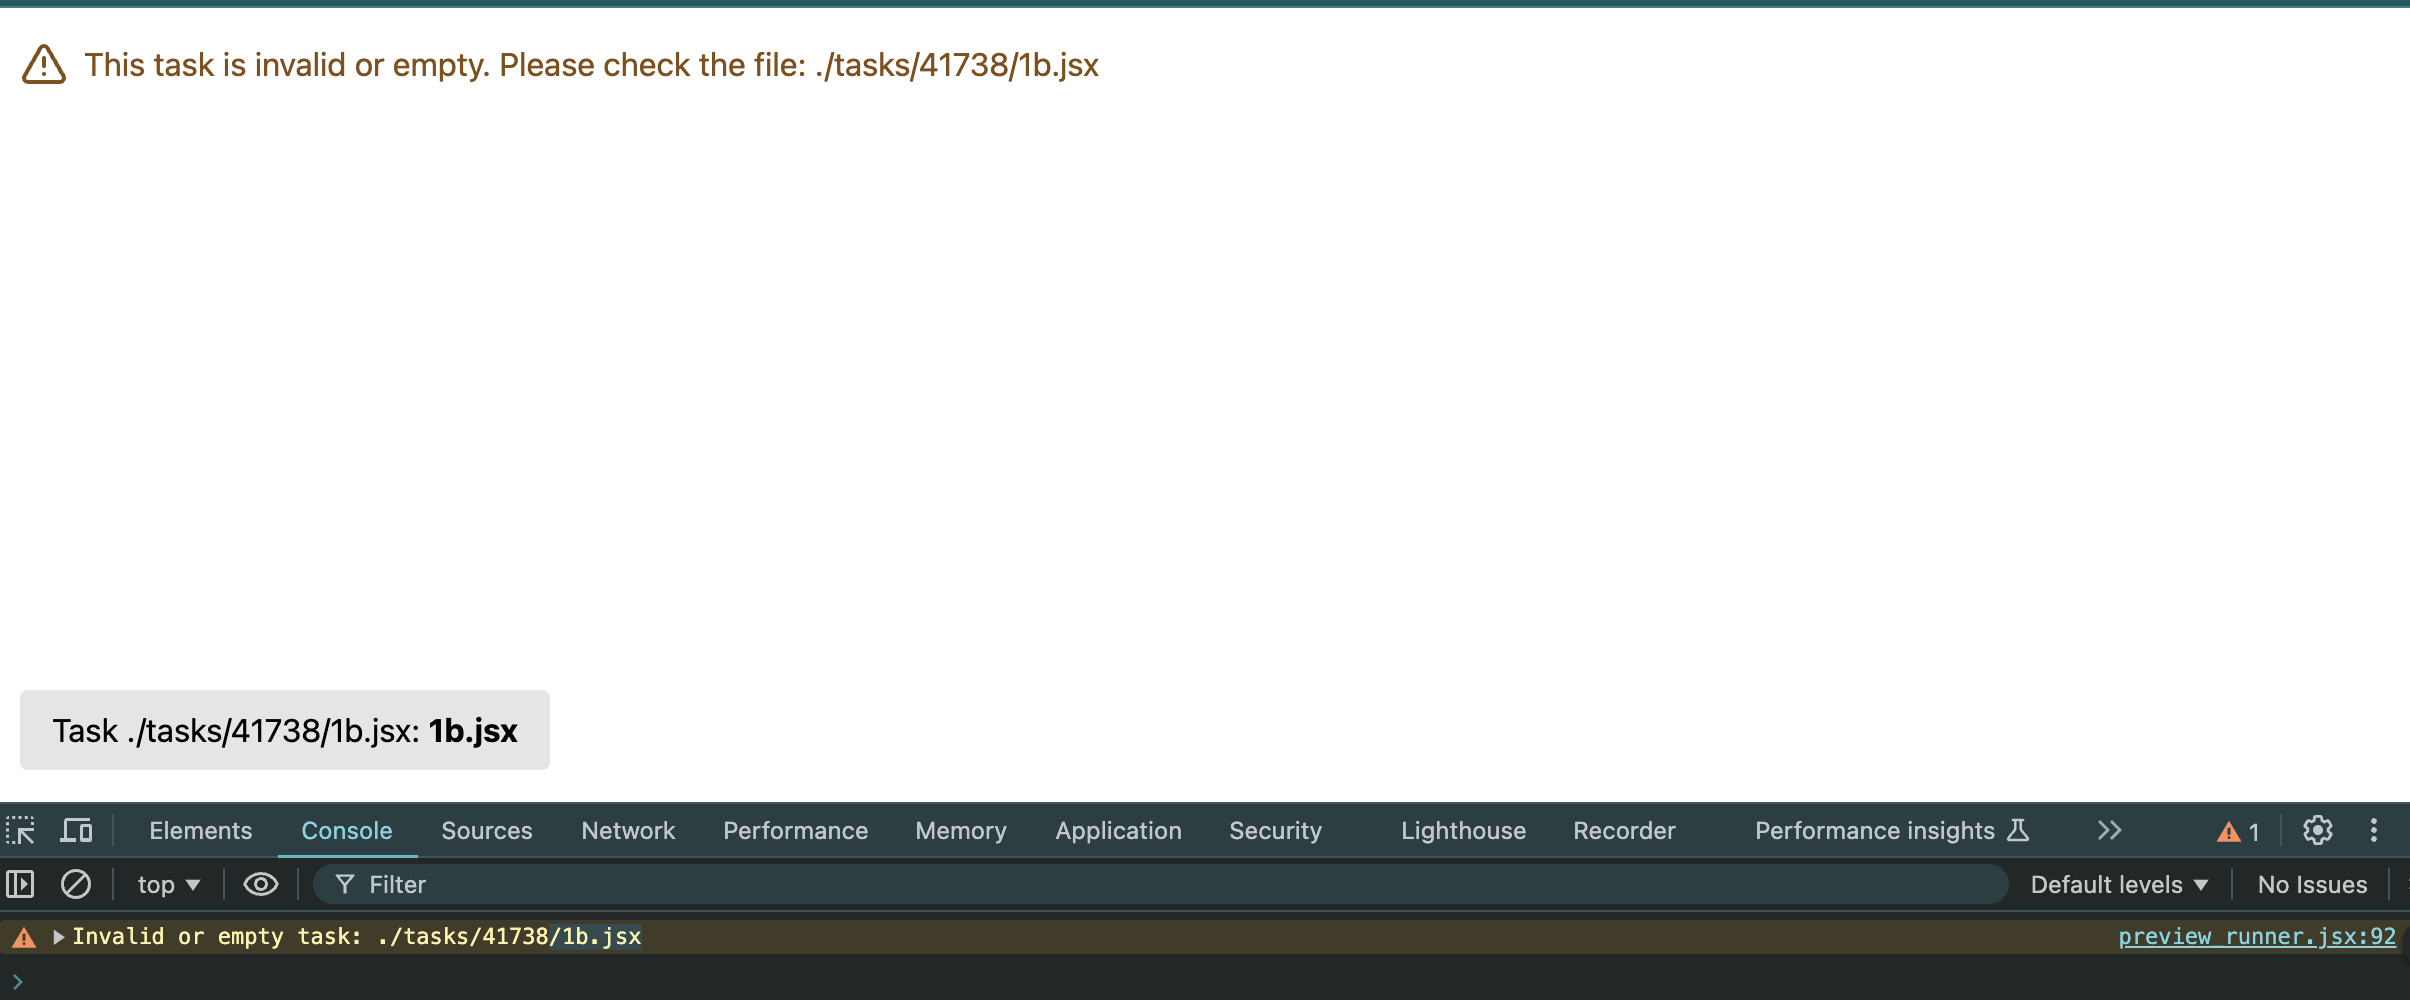 This task is invalid or empty. Please check the file: ./tasks/41738/1b.jsx
Task ./tasks/41738/1b.jsx: 1b.jsx
Elements Console Sources Network Performance Memory Application Security Lighthouse Recorder Performance insights 1
top Filter Default levels No Issues
Invalid or empty task: ./tasks/41738/1b.jsx preview_runner.jsx:92